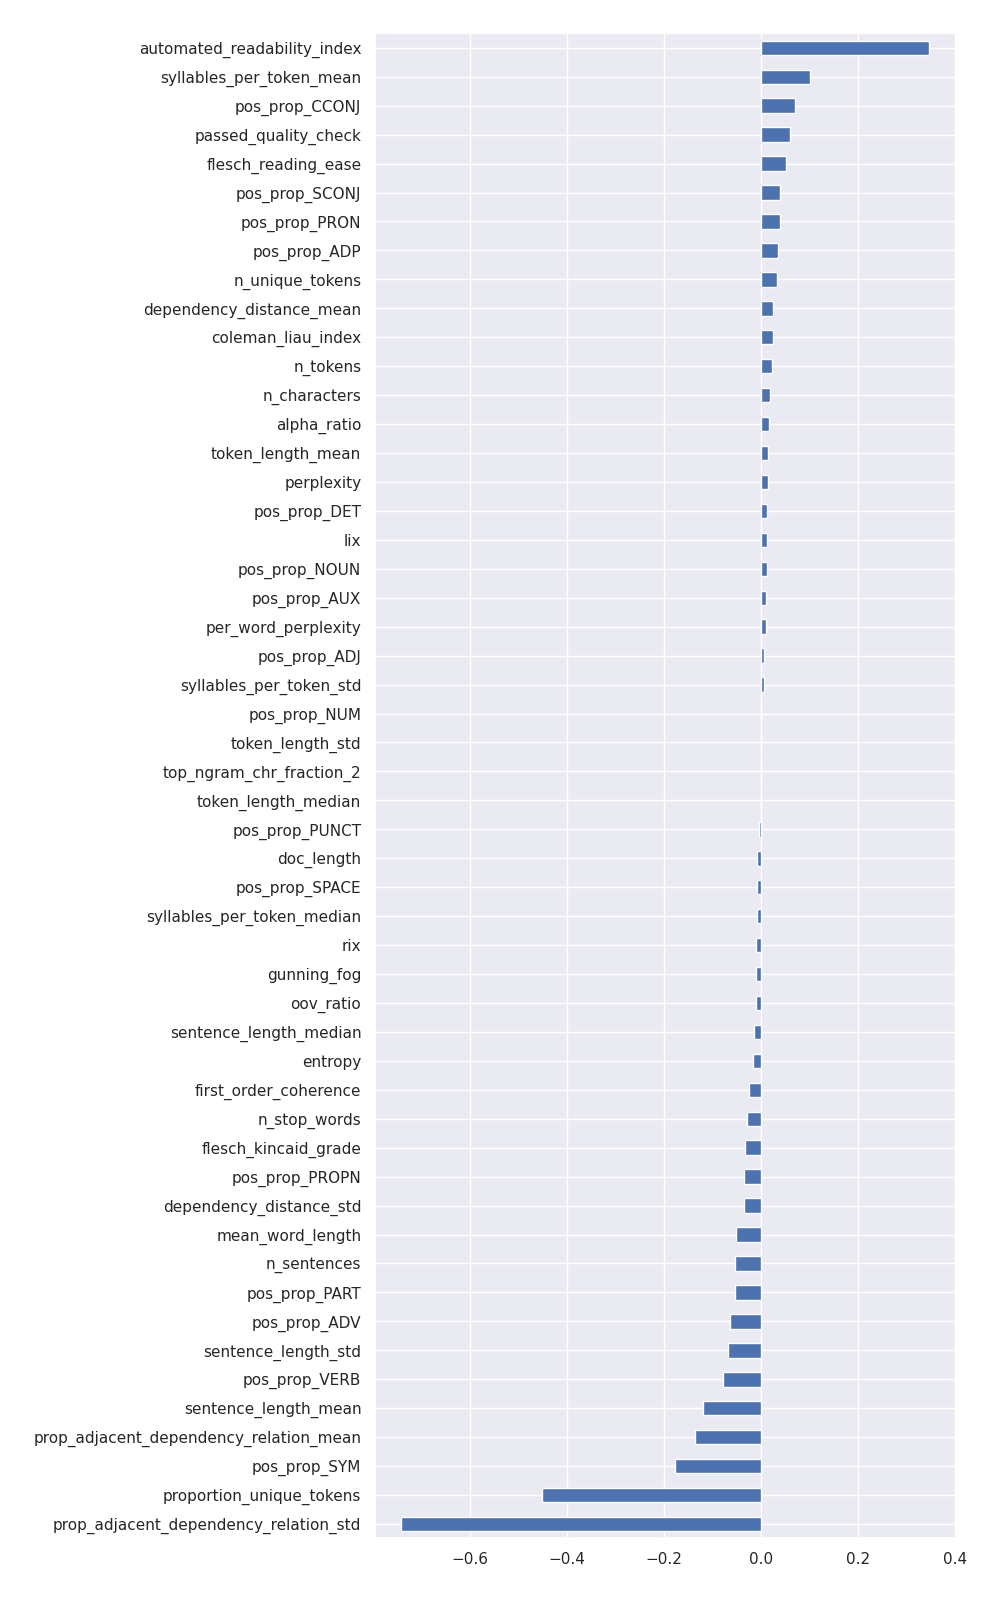 automated_readability_index
syllables_per_token_mean
pos_prop_CCONJ
passed_quality_check
flesch_reading_ease
pos_prop_SCONJ
pos_prop_PRON
pos_prop_ADP
n_unique_tokens
dependency_distance_mean
coleman_liau_index
n_tokens
n_characters
alpha_ratio
token_length_mean
perplexity
pos_prop_DET
lix
pos_prop_NOUN
pos_prop_AUX
per_word_perplexity
pos_prop_ADJ
syllables_per_token_std
pos_prop_NUM
token_length_std
top_ngram_chr_fraction_2
token_length_median
pos_prop_PUNCT
doc_length
pos_prop_SPACE
syllables_per_token_median
rix
gunning_fog
oov_ratio
sentence_length_median
entropy
first_order_coherence
n_stop_words
flesch_kincaid_grade
pos_prop_PROPN
dependency_distance_std
mean_word_length
n_sentences
pos_prop_PART
pos_prop_ADV
sentence_length_std
pos_prop_VERB
sentence_length_mean
prop_adjacent_dependency_relation_mean
pos_prop_SYM
proportion_unique_tokens
prop_adjacent_dependency_relation_std
−0.6 −0.4 −0.2 0.0 0.2 0.4